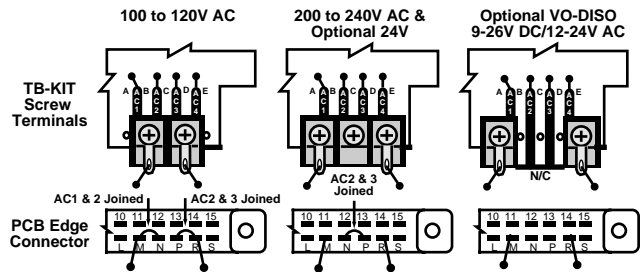 100 to 120V AC
200 to 240V AC &
Optional 24V
Optional VO-DISO
9-26V DC/12-24V AC
TB-KIT
Screw
Terminals
A B C D E
AC1 AC2 AC3 AC4
A B C D E
AC1 AC2 AC3 AC4
A B C D E
AC1 AC2 AC3 AC4
N/C
AC1 & 2 Joined
AC2 & 3 Joined
AC2 & 3
Joined
PCB Edge
Connector
10 11 12 13 14 15
L M N P R S
10 11 12 13 14 15
L M N P R S
10 11 12 13 14 15
L M N P R S